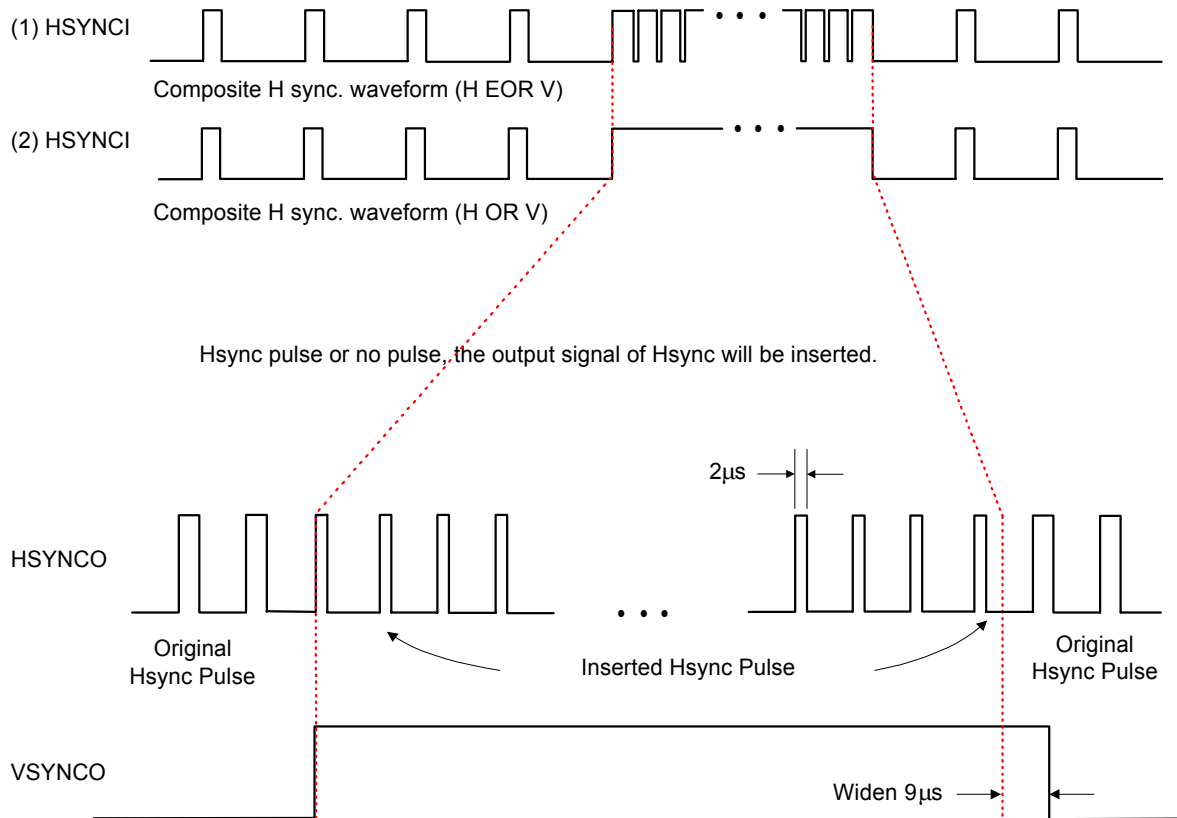 (1) HSYNCI
Composite H sync. waveform (H EOR V)
(2) HSYNCI
Composite H sync. waveform (H OR V)
Hsync pulse or no pulse, the output signal of Hsync will be inserted.
2μs
HSYNCO
Original
Hsync Pulse
Inserted Hsync Pulse
Original
Hsync Pulse
VSYNCO
Widen 9μs